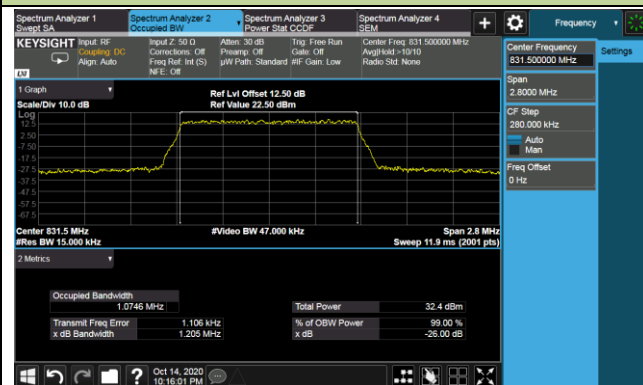 Spectrum Analyzer 1
Swept SA
Spectrum Analyzer 2
Occupied BW
Spectrum Analyzer 3
Power Stat CCDF
Spectrum Analyzer 4
SEM
+
Frequency
KEYSIGHT
Input: RF
Coupling: DC
Align: Auto
Input Z: 50 Ω
Corrections: Off
Freq Ref: Int (S)
NFE: Off
Atten: 30 dB
Preamp: Off
µW Path: Standard
Trig: Free Run
Gate: Off
#IF Gain: Low
Center Freq: 831.500000 MHz
Avg|Hold:>10/10
Radio Std: None
LXI
Center Frequency
831.500000 MHz
Settings
Span
2.8000 MHz
CF Step
280.000 kHz
Auto
Man
Freq Offset
0 Hz
1 Graph
Scale/Div 10.0 dB
Ref Lvl Offset 12.50 dB
Ref Value 22.50 dBm
Log
12.5
2.50
-7.50
-17.5
-27.5
-37.5
-47.5
-57.5
-67.5
Center 831.5 MHz
#Res BW 15.000 kHz
#Video BW 47.000 kHz
Span 2.8 MHz
Sweep 11.9 ms (2001 pts)
2 Metrics
Occupied Bandwidth
1.0746 MHz
Total Power 32.4 dBm
Transmit Freq Error 1.106 kHz
% of OBW Power 99.00 %
x dB Bandwidth 1.205 MHz
x dB -26.00 dB
?
Oct 14, 2020
10:16:01 PM